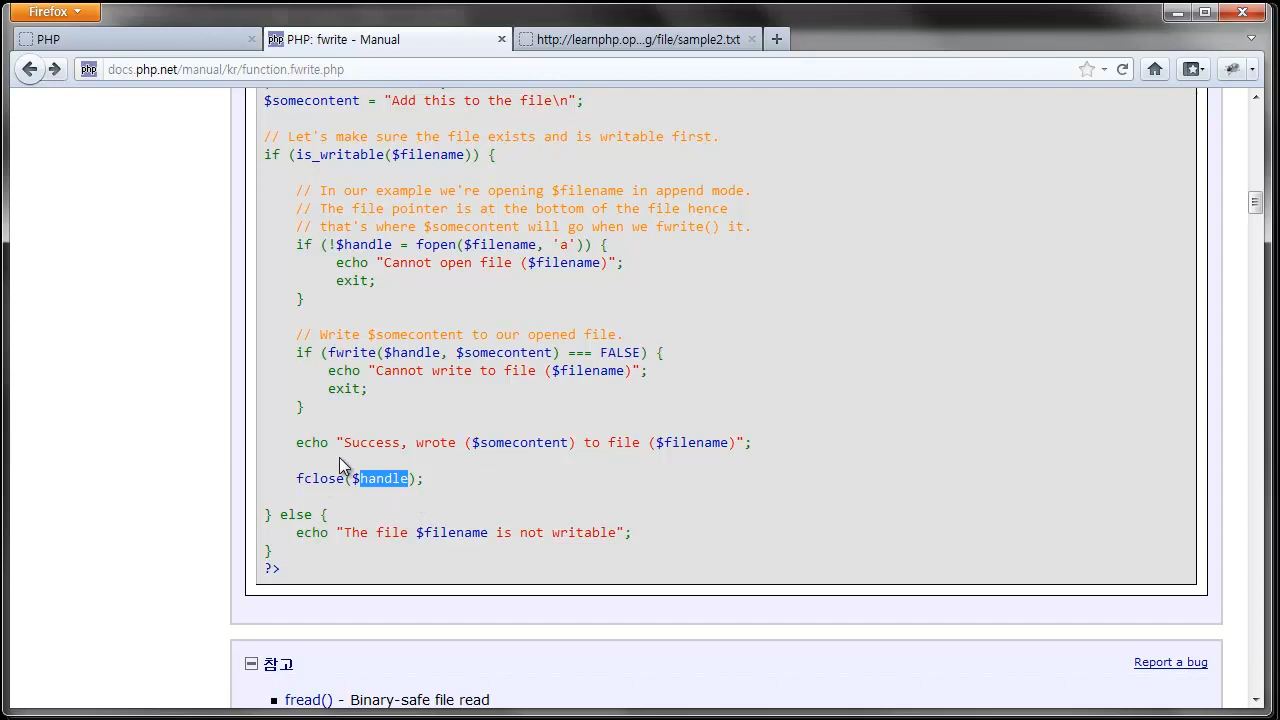 Firefox
PHP
PHP: fwrite - Manual
http://learnphp.op...g/file/sample2.txt
docs.php.net/manual/kr/function.fwrite.php
$somecontent = "Add this to the file\n";
// Let's make sure the file exists and is writable first.
if (is_writable($filename)) {
// In our example we're opening $filename in append mode.
// The file pointer is at the bottom of the file hence
// that's where $somecontent will go when we fwrite() it.
if (!$handle = fopen($filename, 'a')) {
echo "Cannot open file ($filename)";
exit;
}
// Write $somecontent to our opened file.
if (fwrite($handle, $somecontent) === FALSE) {
echo "Cannot write to file ($filename)";
exit;
}
echo "Success, wrote ($somecontent) to file ($filename)";
fclose($handle);
} else {
echo "The file $filename is not writable";
}
?>
참고
Report a bug
fread() - Binary-safe file read